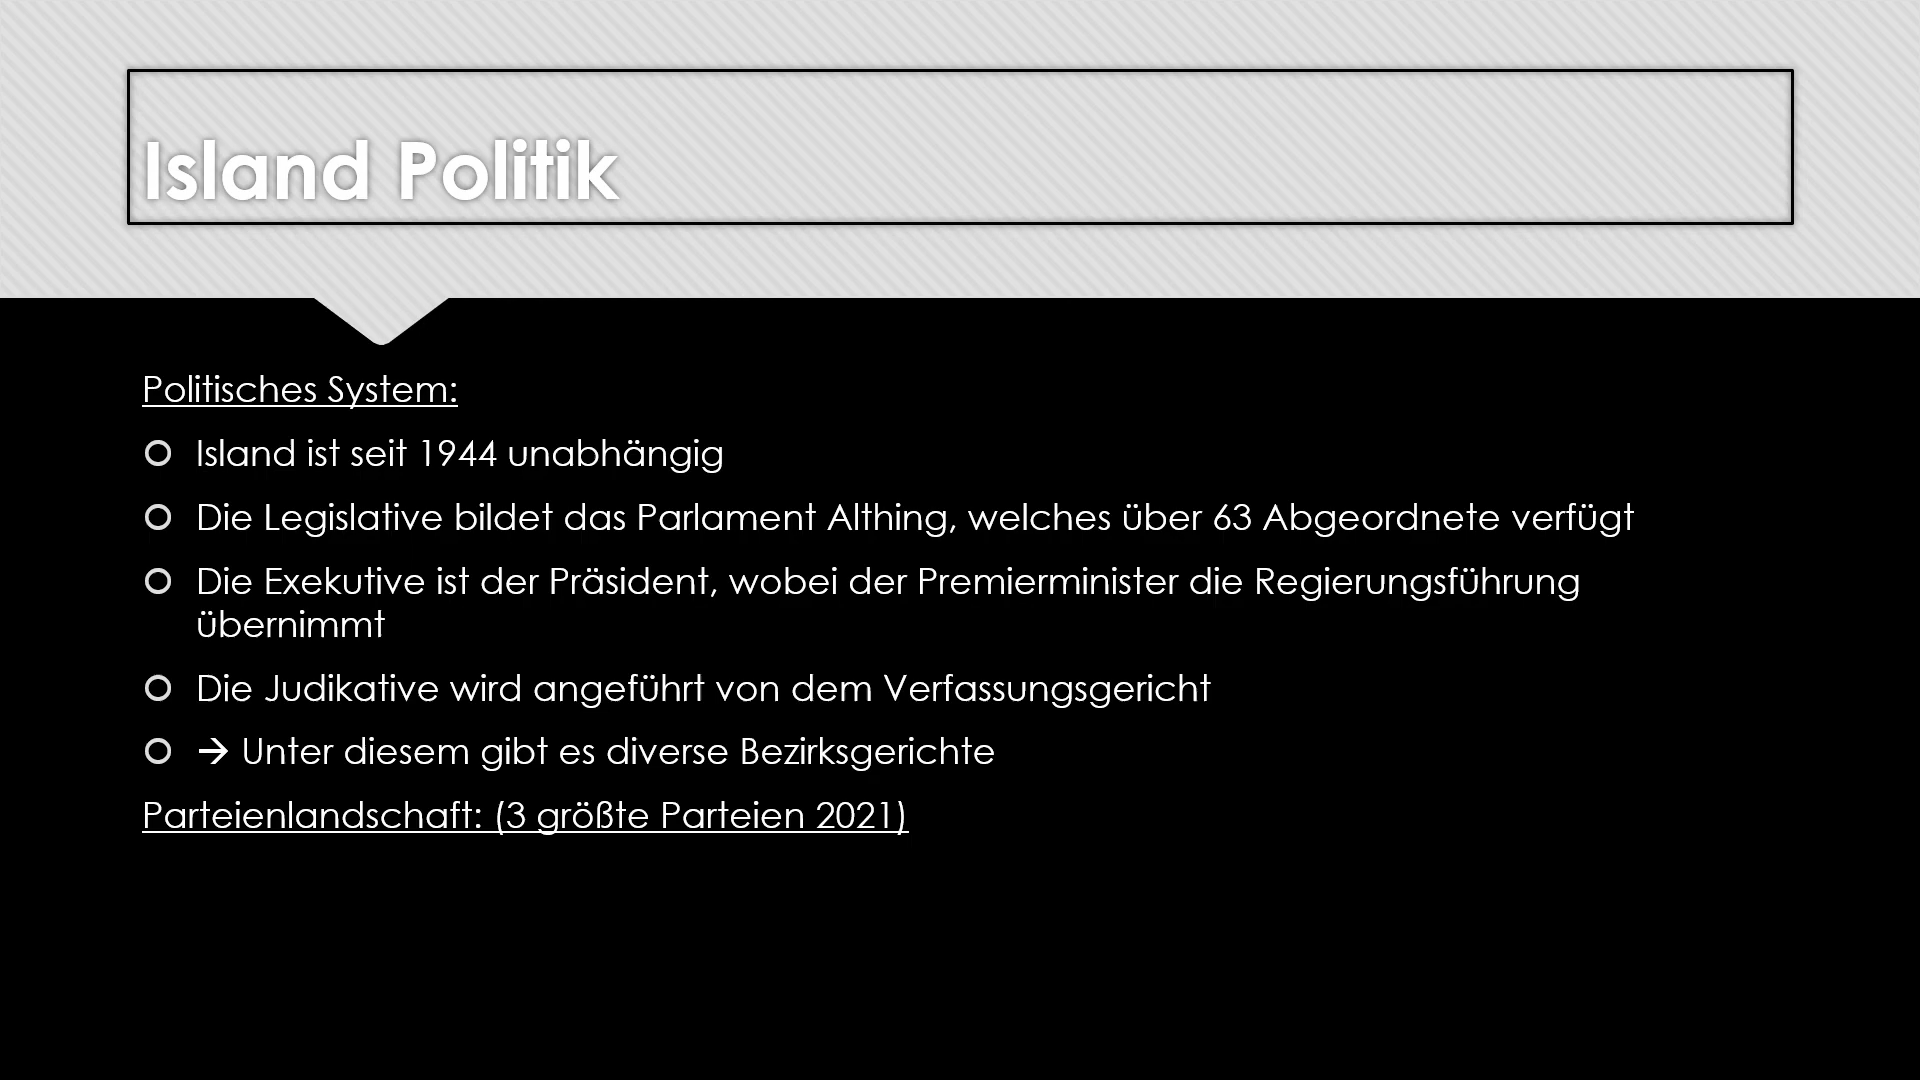 Island Politik
Politisches System:
Island ist seit 1944 unabhängig
Die Legislative bildet das Parlament Althing, welches über 63 Abgeordnete verfügt
Die Exekutive ist der Präsident, wobei der Premierminister die Regierungsführung
übernimmt
Die Judikative wird angeführt von dem Verfassungsgericht
→ Unter diesem gibt es diverse Bezirksgerichte
Parteienlandschaft: (3 größte Parteien 2021)